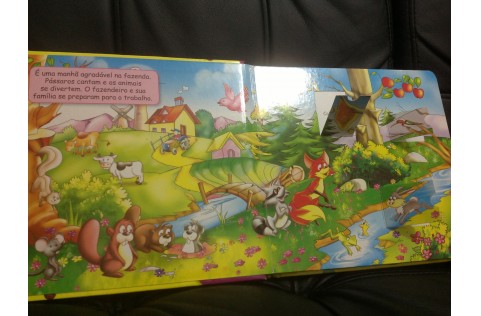 É uma manhã agradável na fazenda.
Pássaros cantam e os animais
se divertem. O fazendeiro e sua
família se preparam para o trabalho.